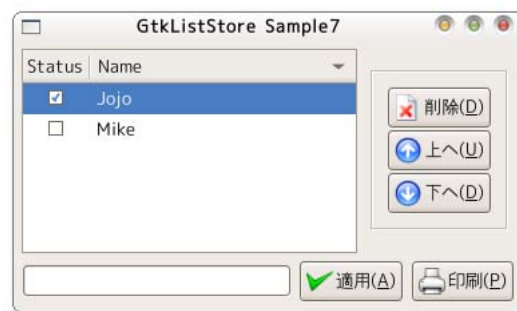 GtkListStore Sample7
Status Name
Jojo
Mike
削除(D)
上へ(U)
下へ(D)
適用(A)
印刷(P)